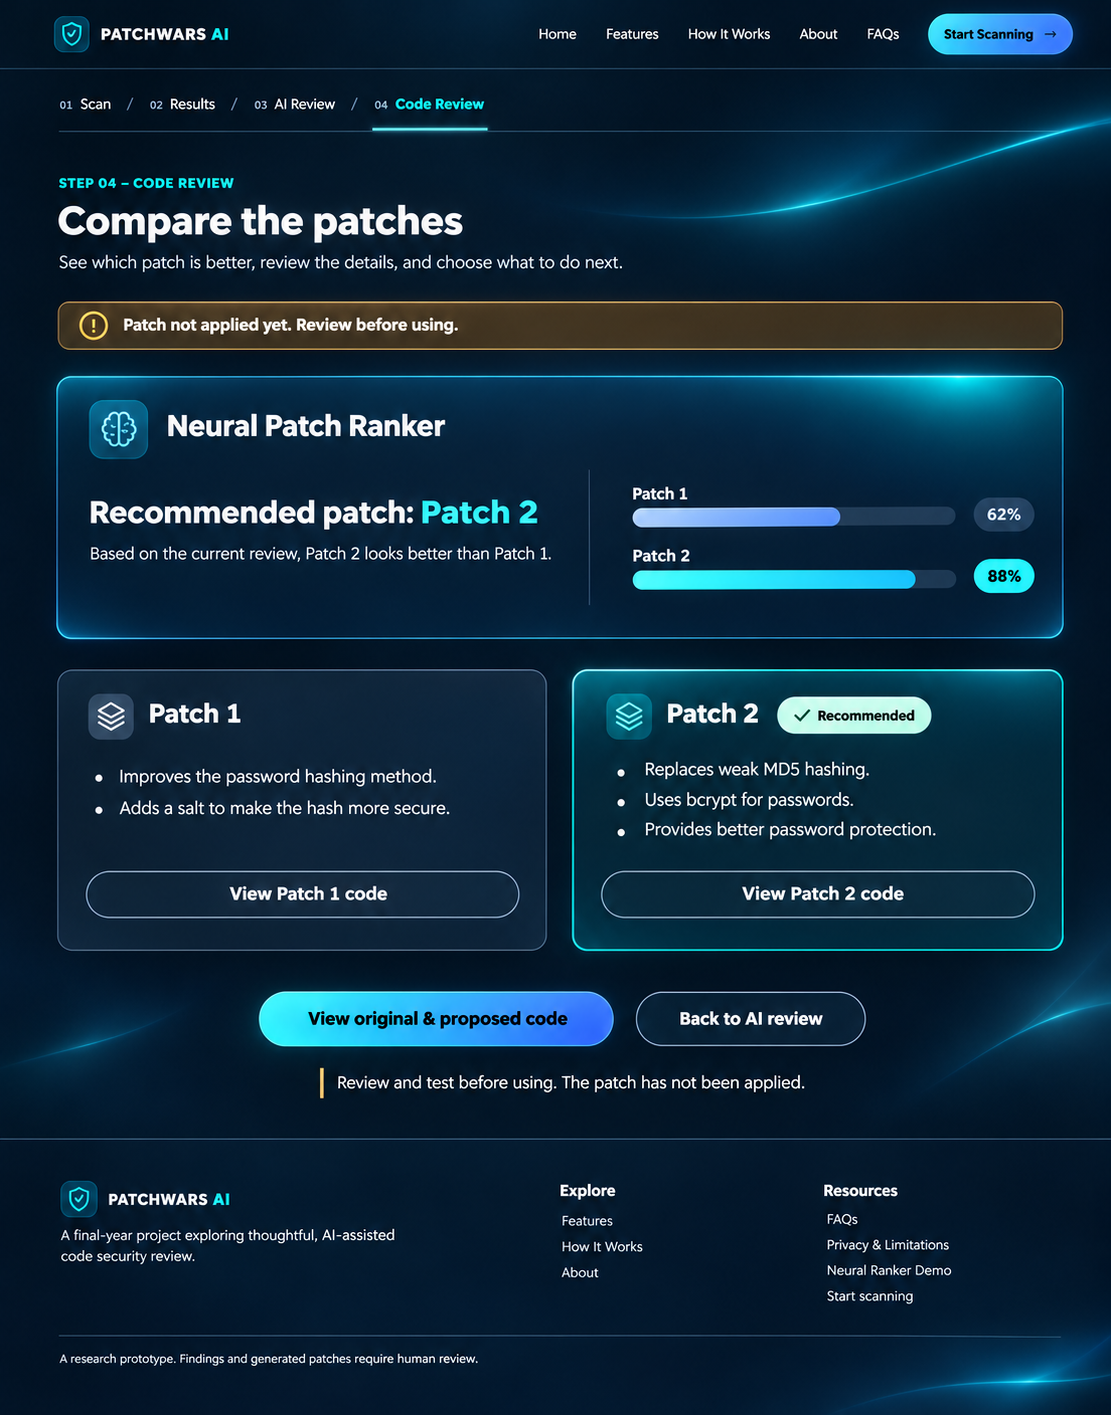 PATCHWARS AI
Home Features How It Works About FAQs Start Scanning →
01 Scan / 02 Results / 03 AI Review / 04 Code Review
STEP 04 – CODE REVIEW
Compare the patches
See which patch is better, review the details, and choose what to do next.
Patch not applied yet. Review before using.
Neural Patch Ranker
Recommended patch: Patch 2
Based on the current review, Patch 2 looks better than Patch 1.
Patch 1
62%
Patch 2
88%
Patch 1
• Improves the password hashing method.
• Adds a salt to make the hash more secure.
View Patch 1 code
Patch 2
Recommended
• Replaces weak MD5 hashing.
• Uses bcrypt for passwords.
• Provides better password protection.
View Patch 2 code
View original & proposed code
Back to AI review
Review and test before using. The patch has not been applied.
PATCHWARS AI
A final-year project exploring thoughtful, AI-assisted
code security review.
Explore
Features
How It Works
About
Resources
FAQs
Privacy & Limitations
Neural Ranker Demo
Start scanning
A research prototype. Findings and generated patches require human review.